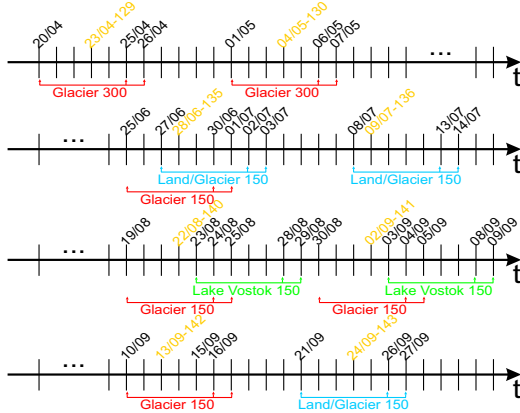 20/04 23/04-129 25/04 26/04 01/05 04/05-130 06/05 07/05
... t
Glacier 300 Glacier 300
25/06 27/06 28/06-135 30/06 01/07 02/07 03/07 08/07 09/07-136 13/07 14/07
... t
Land/Glacier 150 Land/Glacier 150
Glacier 150
19/08 22/08-140 23/08 24/08 25/08 28/08 29/08 30/08 02/09-141 03/09 04/09 05/09 08/09 09/09
... t
Lake Vostok 150 Lake Vostok 150
Glacier 150 Glacier 150
10/09 13/09-142 15/09 16/09 21/09 24/09-143 26/09 27/09
... t
Glacier 150 Land/Glacier 150